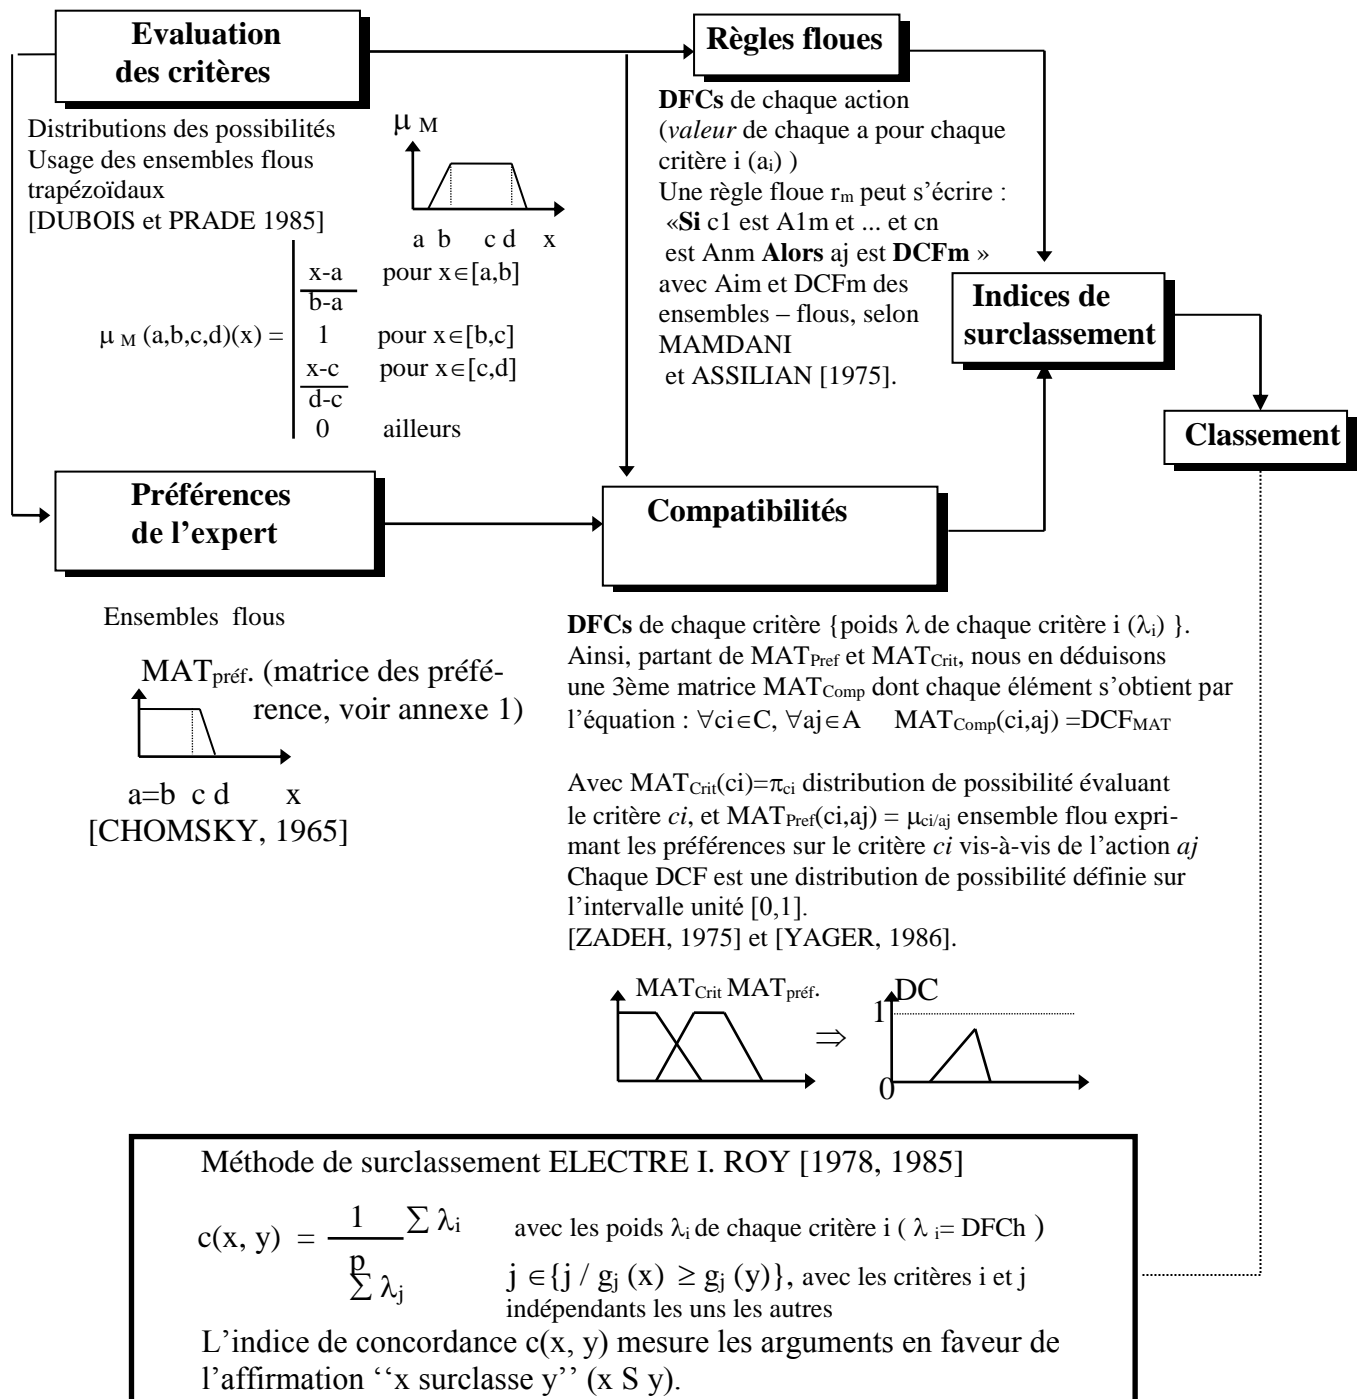 Evaluation
des critères
Distributions des possibilités
Usage des ensembles flous
trapézoïdaux
[DUBOIS et PRADE 1985]
μ M
a b c d x
x-a pour x∈[a,b]
b-a
μ M (a,b,c,d)(x) = 1 pour x∈[b,c]
x-c pour x∈[c,d]
d-c
0 ailleurs
Règles floues
DFCs de chaque action
(valeur de chaque a pour chaque
critère i (ai) )
Une règle floue rm peut s’écrire :
«Si c1 est A1m et ... et cn
est Anm Alors aj est DCFm »
avec Aim et DCFm des
ensembles – flous, selon
MAMDANI
et ASSILIAN [1975].
Indices de
surclassement
Classement
Préférences
de l’expert
Compatibilités
Ensembles flous
MATpréf. (matrice des préfé-
rence, voir annexe 1)
a=b c d x
[CHOMSKY, 1965]
DFCs de chaque critère {poids λ de chaque critère i (λi) }.
Ainsi, partant de MATPref et MATCrit, nous en déduisons
une 3ème matrice MATComp dont chaque élément s’obtient par
l’équation : ∀ci∈C, ∀aj∈A MATComp(ci,aj) =DCFMAT
Avec MATCrit(ci)=πci distribution de possibilité évaluant
le critère ci, et MATPref(ci,aj) = μci/aj ensemble flou expri-
mant les préférences sur le critère ci vis-à-vis de l’action aj
Chaque DCF est une distribution de possibilité définie sur
l’intervalle unité [0,1].
[ZADEH, 1975] et [YAGER, 1986].
MATCrit MATpréf.
⇒
DC
1
0
Méthode de surclassement ELECTRE I. ROY [1978, 1985]
c(x, y) = 1 ∑ λi avec les poids λi de chaque critère i ( λ i= DFCh )
p
∑ λj j ∈{j / gj (x) ≥ gj (y)}, avec les critères i et j
indépendants les uns les autres
L’indice de concordance c(x, y) mesure les arguments en faveur de
l’affirmation ‘‘x surclasse y’’ (x S y).